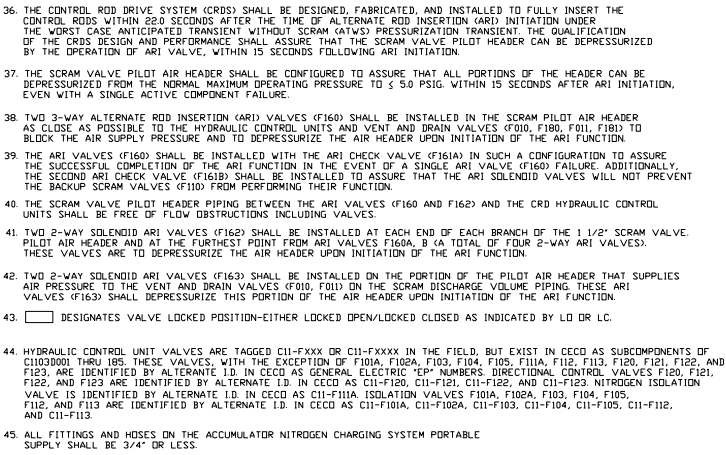 36. THE CONTROL ROD DRIVE SYSTEM (CRDS) SHALL BE DESIGNED, FABRICATED, AND INSTALLED TO FULLY INSERT THE
CONTROL RODS WITHIN 22.0 SECONDS AFTER THE TIME OF ALTERNATE ROD INSERTION (ARI) INITIATION UNDER
THE WORST CASE ANTICIPATED TRANSIENT WITHOUT SCRAM (ATWS) PRESSURIZATION TRANSIENT. THE QUALIFICATION
OF THE CRDS DESIGN AND PERFORMANCE SHALL ASSURE THAT THE SCRAM VALVE PILOT HEADER CAN BE DEPRESSURIZED
BY THE OPERATION OF ARI VALVE, WITHIN 15 SECONDS FOLLOWING ARI INITIATION.
37. THE SCRAM VALVE PILOT AIR HEADER SHALL BE CONFIGURED TO ASSURE THAT ALL PORTIONS OF THE HEADER CAN BE
DEPRESSURIZED FROM THE NORMAL MAXIMUM OPERATING PRESSURE TO ≤ 5.0 PSIG. WITHIN 15 SECONDS AFTER ARI INITIATION,
EVEN WITH A SINGLE ACTIVE COMPONENT FAILURE.
38. TWO 3-WAY ALTERNATE ROD INSERTION (ARI) VALVES (F160) SHALL BE INSTALLED IN THE SCRAM PILOT AIR HEADER
AS CLOSE AS POSSIBLE TO THE HYDRAULIC CONTROL UNITS AND VENT AND DRAIN VALVES (F010, F180, F011, F181) TO
BLOCK THE AIR SUPPLY PRESSURE AND TO DEPRESSURIZE THE AIR HEADER UPON INITIATION OF THE ARI FUNCTION.
39. THE ARI VALVES (F160) SHALL BE INSTALLED WITH THE ARI CHECK VALVE (F161A) IN SUCH A CONFIGURATION TO ASSURE
THE SUCCESSFUL COMPLETION OF THE ARI FUNCTION IN THE EVENT OF A SINGLE ARI VALVE (F160) FAILURE. ADDITIONALLY,
THE SECOND ARI CHECK VALVE (F161B) SHALL BE INSTALLED TO ASSURE THAT THE ARI SOLENOID VALVES WILL NOT PREVENT
THE BACKUP SCRAM VALVES (F110) FROM PERFORMING THEIR FUNCTION.
40. THE SCRAM VALVE PILOT HEADER PIPING BETWEEN THE ARI VALVES (F160 AND F162) AND THE CRD HYDRAULIC CONTROL
UNITS SHALL BE FREE OF FLOW OBSTRUCTIONS INCLUDING VALVES.
41. TWO 2-WAY SOLENOID ARI VALVES (F162) SHALL BE INSTALLED AT EACH END OF EACH BRANCH OF THE 1 1/2" SCRAM VALVE.
PILOT AIR HEADER AND AT THE FURTHEST POINT FROM ARI VALVES F160A, B (A TOTAL OF FOUR 2-WAY ARI VALVES).
THESE VALVES ARE TO DEPRESSURIZE THE AIR HEADER UPON INITIATION OF THE ARI FUNCTION.
42. TWO 2-WAY SOLENOID ARI VALVES (F163) SHALL BE INSTALLED ON THE PORTION OF THE PILOT AIR HEADER THAT SUPPLIES
AIR PRESSURE TO THE VENT AND DRAIN VALVES (F010, F011) ON THE SCRAM DISCHARGE VOLUME PIPING. THESE ARI
VALVES (F163) SHALL DEPRESSURIZE THIS PORTION OF THE AIR HEADER UPON INITIATION OF THE ARI FUNCTION.
43. DESIGNATES VALVE LOCKED POSITION-EITHER LOCKED OPEN/LOCKED CLOSED AS INDICATED BY LO OR LC.
44. HYDRAULIC CONTROL UNIT VALVES ARE TAGGED C11-FXXX OR C11-FXXXX IN THE FIELD, BUT EXIST IN CECO AS SUBCOMPONENTS OF
C1103D001 THRU 185. THESE VALVES, WITH THE EXCEPTION OF F101A, F102A, F103, F104, F105, F111A, F112, F113, F120, F121, F122, AND
F123, ARE IDENTIFIED BY ALTERANTE I.D. IN CECO AS GENERAL ELECTRIC "EP" NUMBERS. DIRECTIONAL CONTROL VALVES F120, F121,
F122, AND F123 ARE IDENTIFIED BY ALTERNATE I.D. IN CECO AS C11-F120, C11-F121, C11-F122, AND C11-F123. NITROGEN ISOLATION
VALVE IS IDENTIFIED BY ALTERNATE I.D. IN CECO AS C11-F111A. ISOLATION VALVES F101A, F102A, F103, F104, F105,
F112, AND F113 ARE IDENTIFIED BY ALTERNATE I.D. IN CECO AS C11-F101A, C11-F102A, C11-F103, C11-F104, C11-F105, C11-F112,
AND C11-F113.
45. ALL FITTINGS AND HOSES ON THE ACCUMULATOR NITROGEN CHARGING SYSTEM PORTABLE
SUPPLY SHALL BE 3/4" OR LESS.